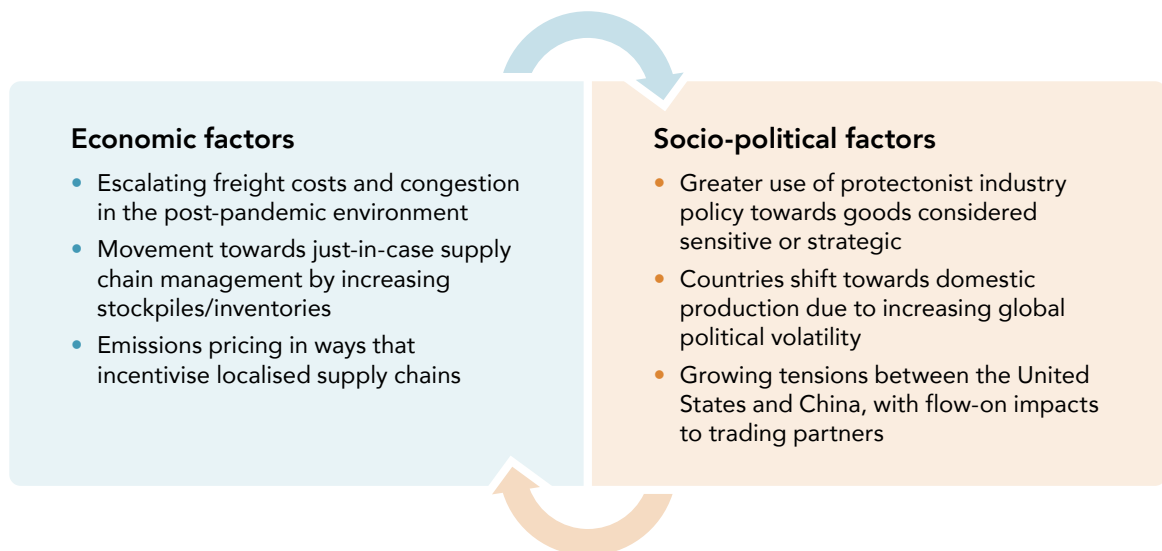 Economic factors
• Escalating freight costs and congestion
in the post-pandemic environment
• Movement towards just-in-case supply
chain management by increasing
stockpiles/inventories
• Emissions pricing in ways that
incentivise localised supply chains
Socio-political factors
• Greater use of protectonist industry
policy towards goods considered
sensitive or strategic
• Countries shift towards domestic
production due to increasing global
political volatility
• Growing tensions between the United
States and China, with flow-on impacts
to trading partners